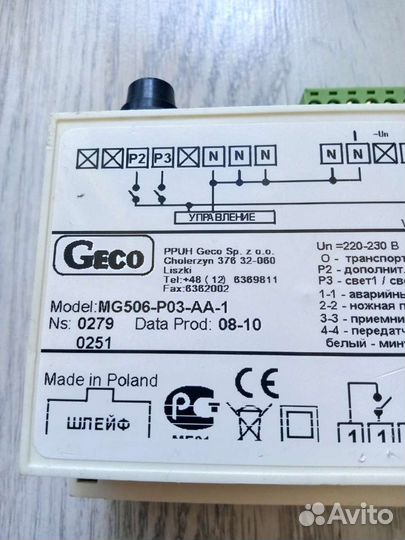 ~Un
P2 P3 N N N N N
УПРАВЛЕНИЕ
GECO
PPUH Geco Sp. z o.o.
Cholerzyn 376 32-060
Liszki
Tel:+48 (12) 6369811
Fax:6362002
Model:MG506-P03-AA-1
Ns: 0279 Data Prod: 08-10
0251
Made in Poland
ШЛЕЙФ
Un =220-230 В
О - транспорт
Р2 - дополнит.
Р3 - свет1 / све
1-1 - аварийны
2-2 - ножная п
3-3 - приемни
4-4 - передатч
белый - мин
1 1 1
Avito